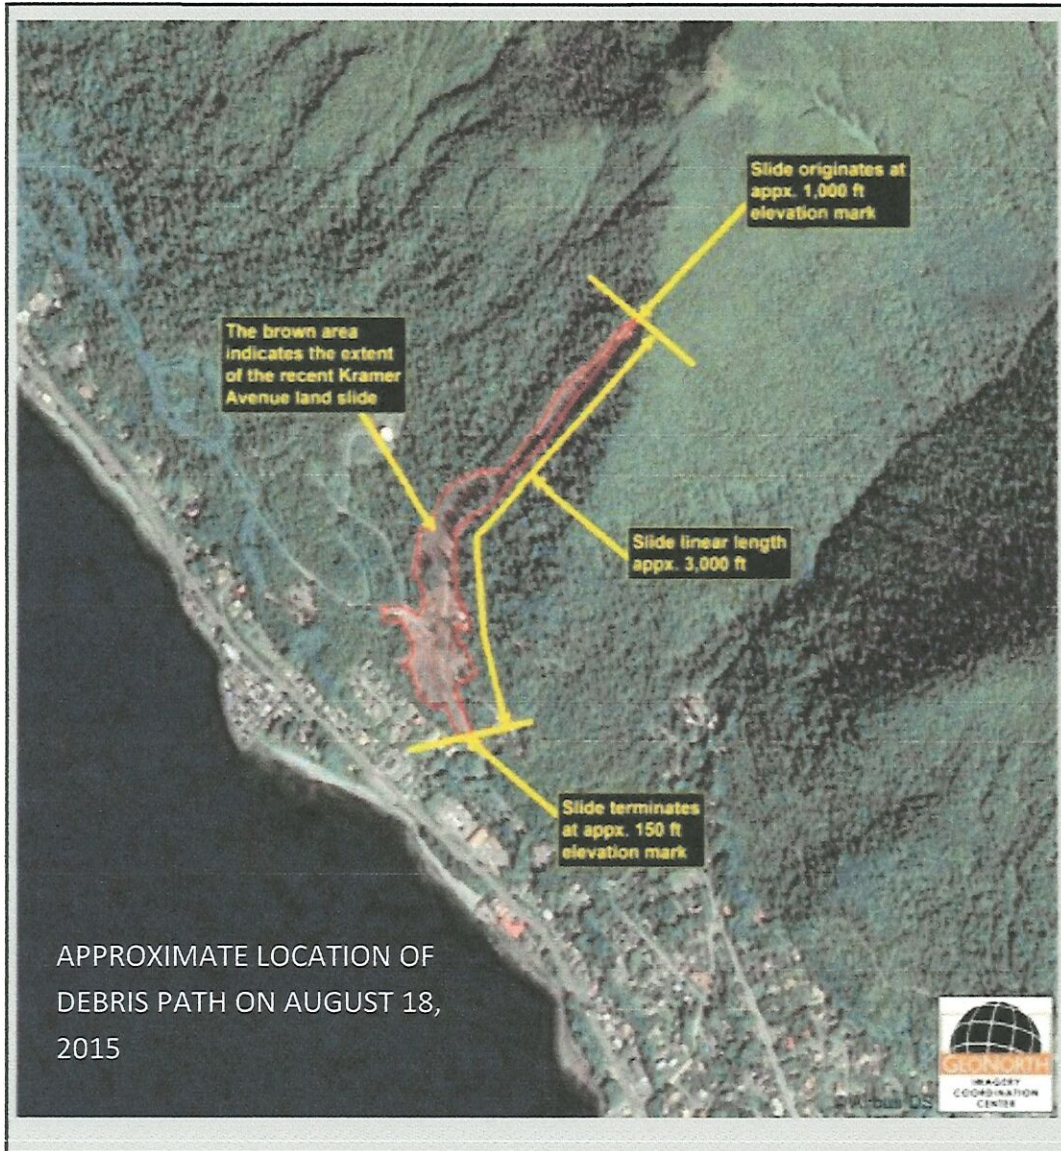 Slide originates at
appx. 1,000 ft
elevation mark
The brown area
indicates the extent
of the recent Kramer
Avenue land slide
Slide linear length
appx. 3,000 ft
Slide terminates
at appx. 150 ft
elevation mark
APPROXIMATE LOCATION OF
DEBRIS PATH ON AUGUST 18,
2015
© Airbus DS
GEONORTH
IMAGERY
COORDINATION
CENTER